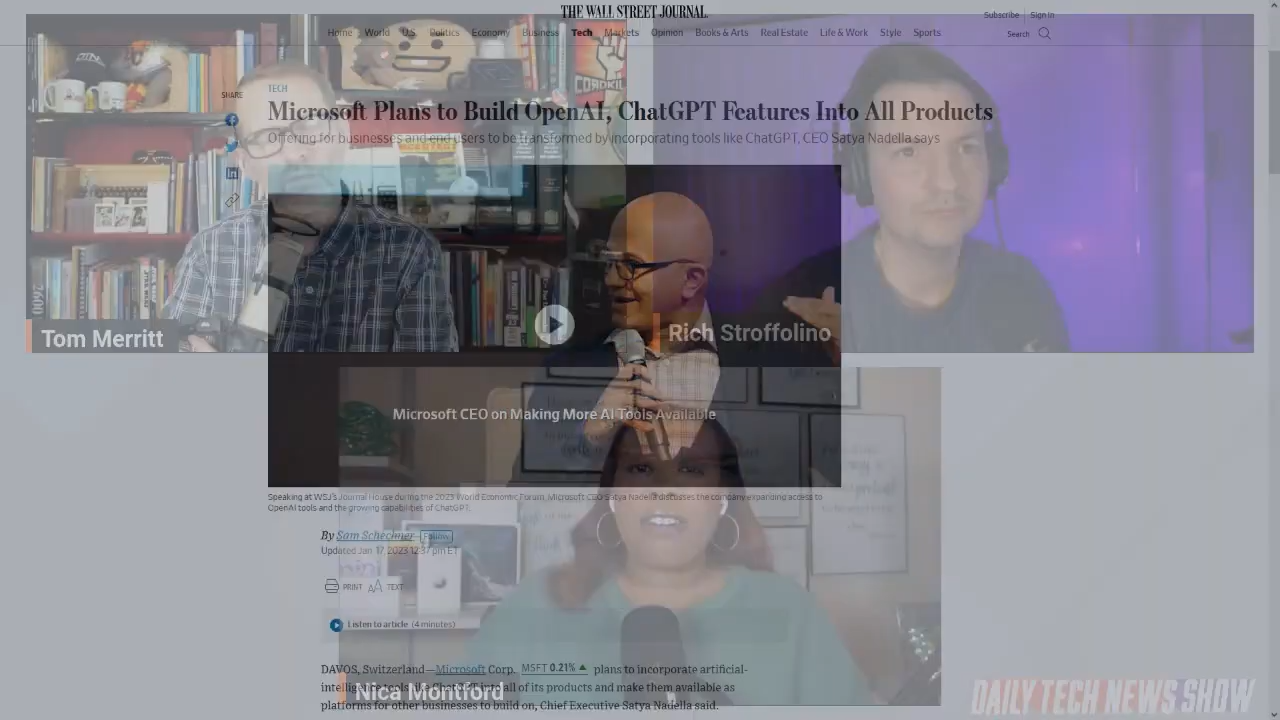 THE WALL STREET JOURNAL
Subscribe Sign In
Home World U.S. Politics Economy Business Tech Markets Opinion Books & Arts Real Estate Life & Work Style Sports
Search
SHARE
TECH
Microsoft Plans to Build OpenAI, ChatGPT Features Into All Products
Offering for businesses and end users to be transformed by incorporating tools like ChatGPT, CEO Satya Nadella says
Tom Merritt
Rich Stroffolino
Microsoft CEO on Making More AI Tools Available
Speaking at WSJ's Journal House during the 2023 World Economic Forum, Microsoft CEO Satya Nadella discusses the company expanding access to
OpenAI tools and the growing capabilities of ChatGPT.
By Sam Schechner Follow
Updated Jan. 17, 2023 12:37 pm ET
PRINT AA TEXT
Listen to article (4 minutes)
DAVOS, Switzerland—Microsoft Corp. MSFT 0.21% ▲ plans to incorporate artificial-
intelligence tools like ChatGPT into all of its products and make them available as
platforms for other businesses to build on, Chief Executive Satya Nadella said.
Nica Montford
DAILY TECH NEWS SHOW